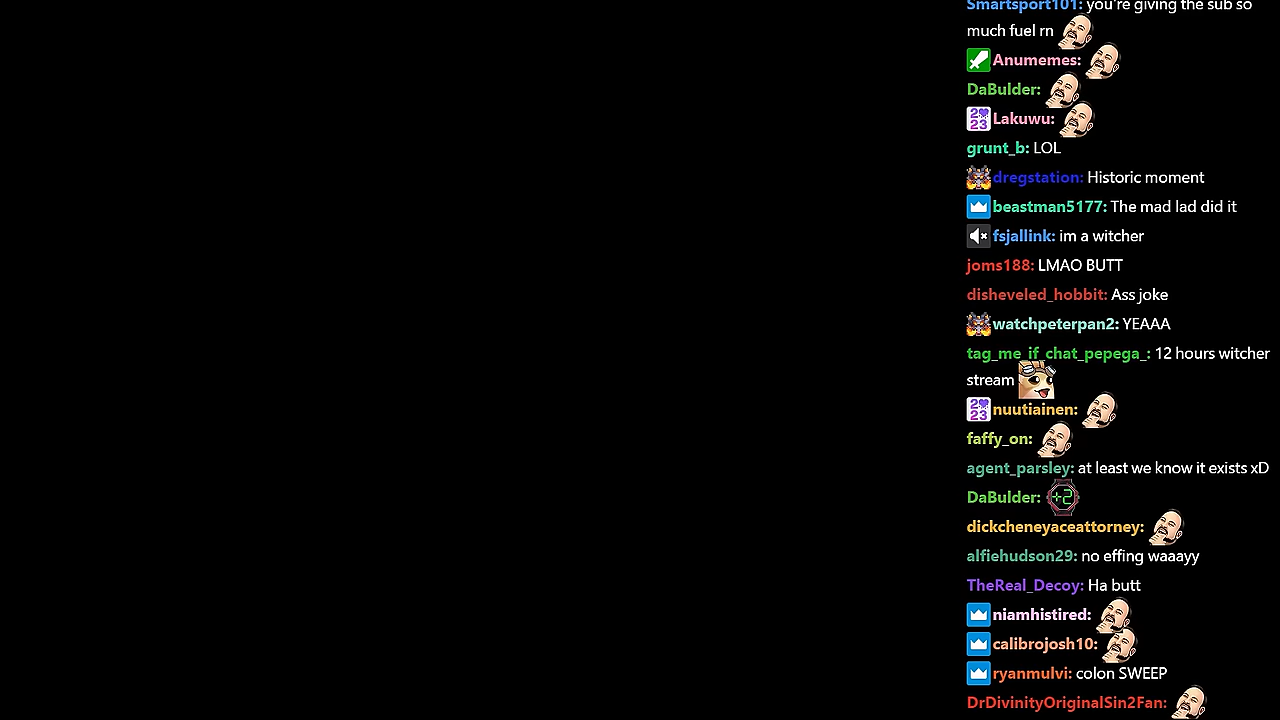 Smartsport101: you're giving the sub so
much fuel rn
Anumemes:
DaBulder:
2023 Lakuwu:
grunt_b: LOL
dregstation: Historic moment
beastman5177: The mad lad did it
fsjallink: im a witcher
joms188: LMAO BUTT
disheveled_hobbit: Ass joke
watchpeterpan2: YEAAA
tag_me_if_chat_pepega_: 12 hours witcher
stream
2023 nuutiainen:
faffy_on:
agent_parsley: at least we know it exists xD
DaBulder: +2
dickcheneyaceattorney:
alfiehudson29: no effing waaayy
TheReal_Decoy: Ha butt
niamhistired:
calibrojosh10:
ryanmulvi: colon SWEEP
DrDivinityOriginalSin2Fan: